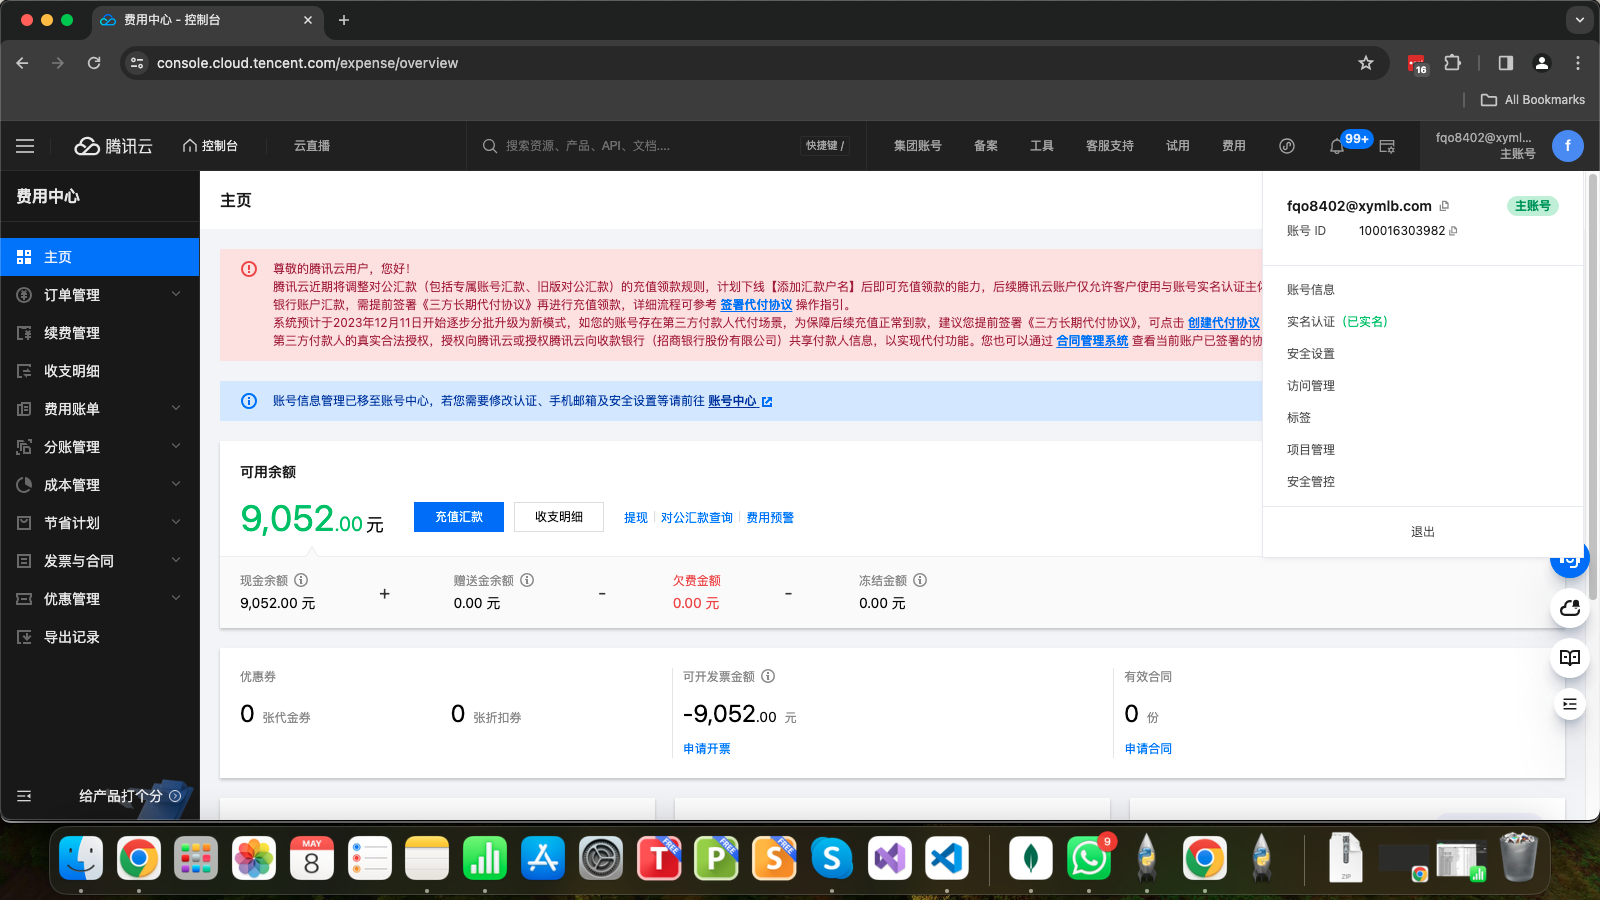 费用中心 - 控制台
console.cloud.tencent.com/expense/overview
16
All Bookmarks
腾讯云
控制台
云直播
搜索资源、产品、API、文档....
快捷键 /
集团账号
备案
工具
客服支持
试用
费用
99+
fqo8402@xyml...
主账号
f
费用中心
主页
订单管理
续费管理
收支明细
费用账单
分账管理
成本管理
节省计划
发票与合同
优惠管理
导出记录
给产品打个分
主页
尊敬的腾讯云用户，您好！
腾讯云近期将调整对公汇款（包括专属账号汇款、旧版对公汇款）的充值领款规则，计划下线【添加汇款户名】后即可充值领款的能力，后续腾讯云账户仅允许客户使用与账号实名认证主体
银行账户汇款，需提前签署《三方长期代付协议》再进行充值领款，详细流程可参考 签署代付协议 操作指引。
系统预计于2023年12月11日开始逐步分批升级为新模式，如您的账号存在第三方付款人代付场景，为保障后续充值正常到款，建议您提前签署《三方长期代付协议》，可点击 创建代付协议
第三方付款人的真实合法授权，授权向腾讯云或授权腾讯云向收款银行（招商银行股份有限公司）共享付款人信息，以实现代付功能。您也可以通过 合同管理系统 查看当前账户已签署的协
账号信息管理已移至账号中心，若您需要修改认证、手机邮箱及安全设置等请前往 账号中心
可用余额
9,052.00 元
充值汇款
收支明细
提现
对公汇款查询
费用预警
现金余额
9,052.00 元
+
赠送金余额
0.00 元
-
欠费金额
0.00 元
-
冻结金额
0.00 元
优惠券
0 张代金券
0 张折扣券
可开发票金额
-9,052.00 元
申请开票
有效合同
0 份
申请合同
fqo8402@xymlb.com
主账号
账号 ID 100016303982
账号信息
实名认证（已实名）
安全设置
访问管理
标签
项目管理
安全管控
退出
MAY
8
T
FREE
P
FREE
S
FREE
S
9
ZIP